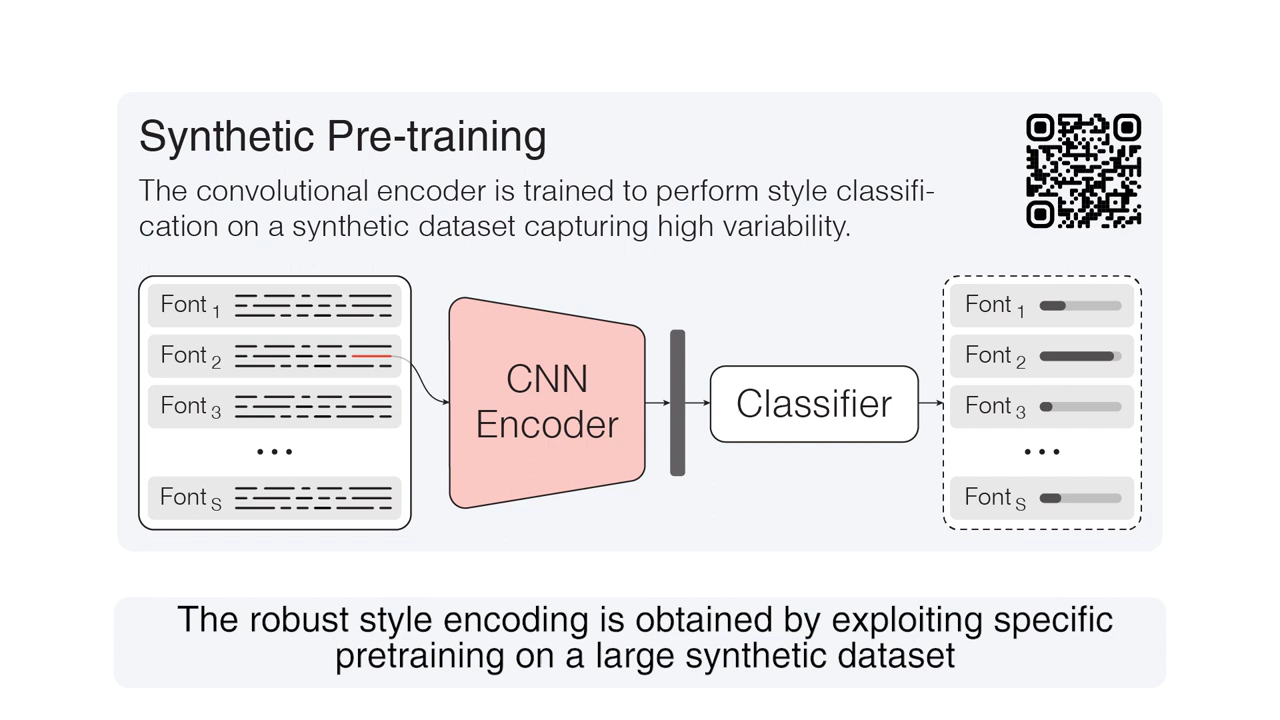 Synthetic Pre-training
The convolutional encoder is trained to perform style classifi-
cation on a synthetic dataset capturing high variability.
Font 1
Font 2
Font 3
...
Font S
CNN
Encoder
Classifier
Font 1
Font 2
Font 3
...
Font S
The robust style encoding is obtained by exploiting specific
pretraining on a large synthetic dataset